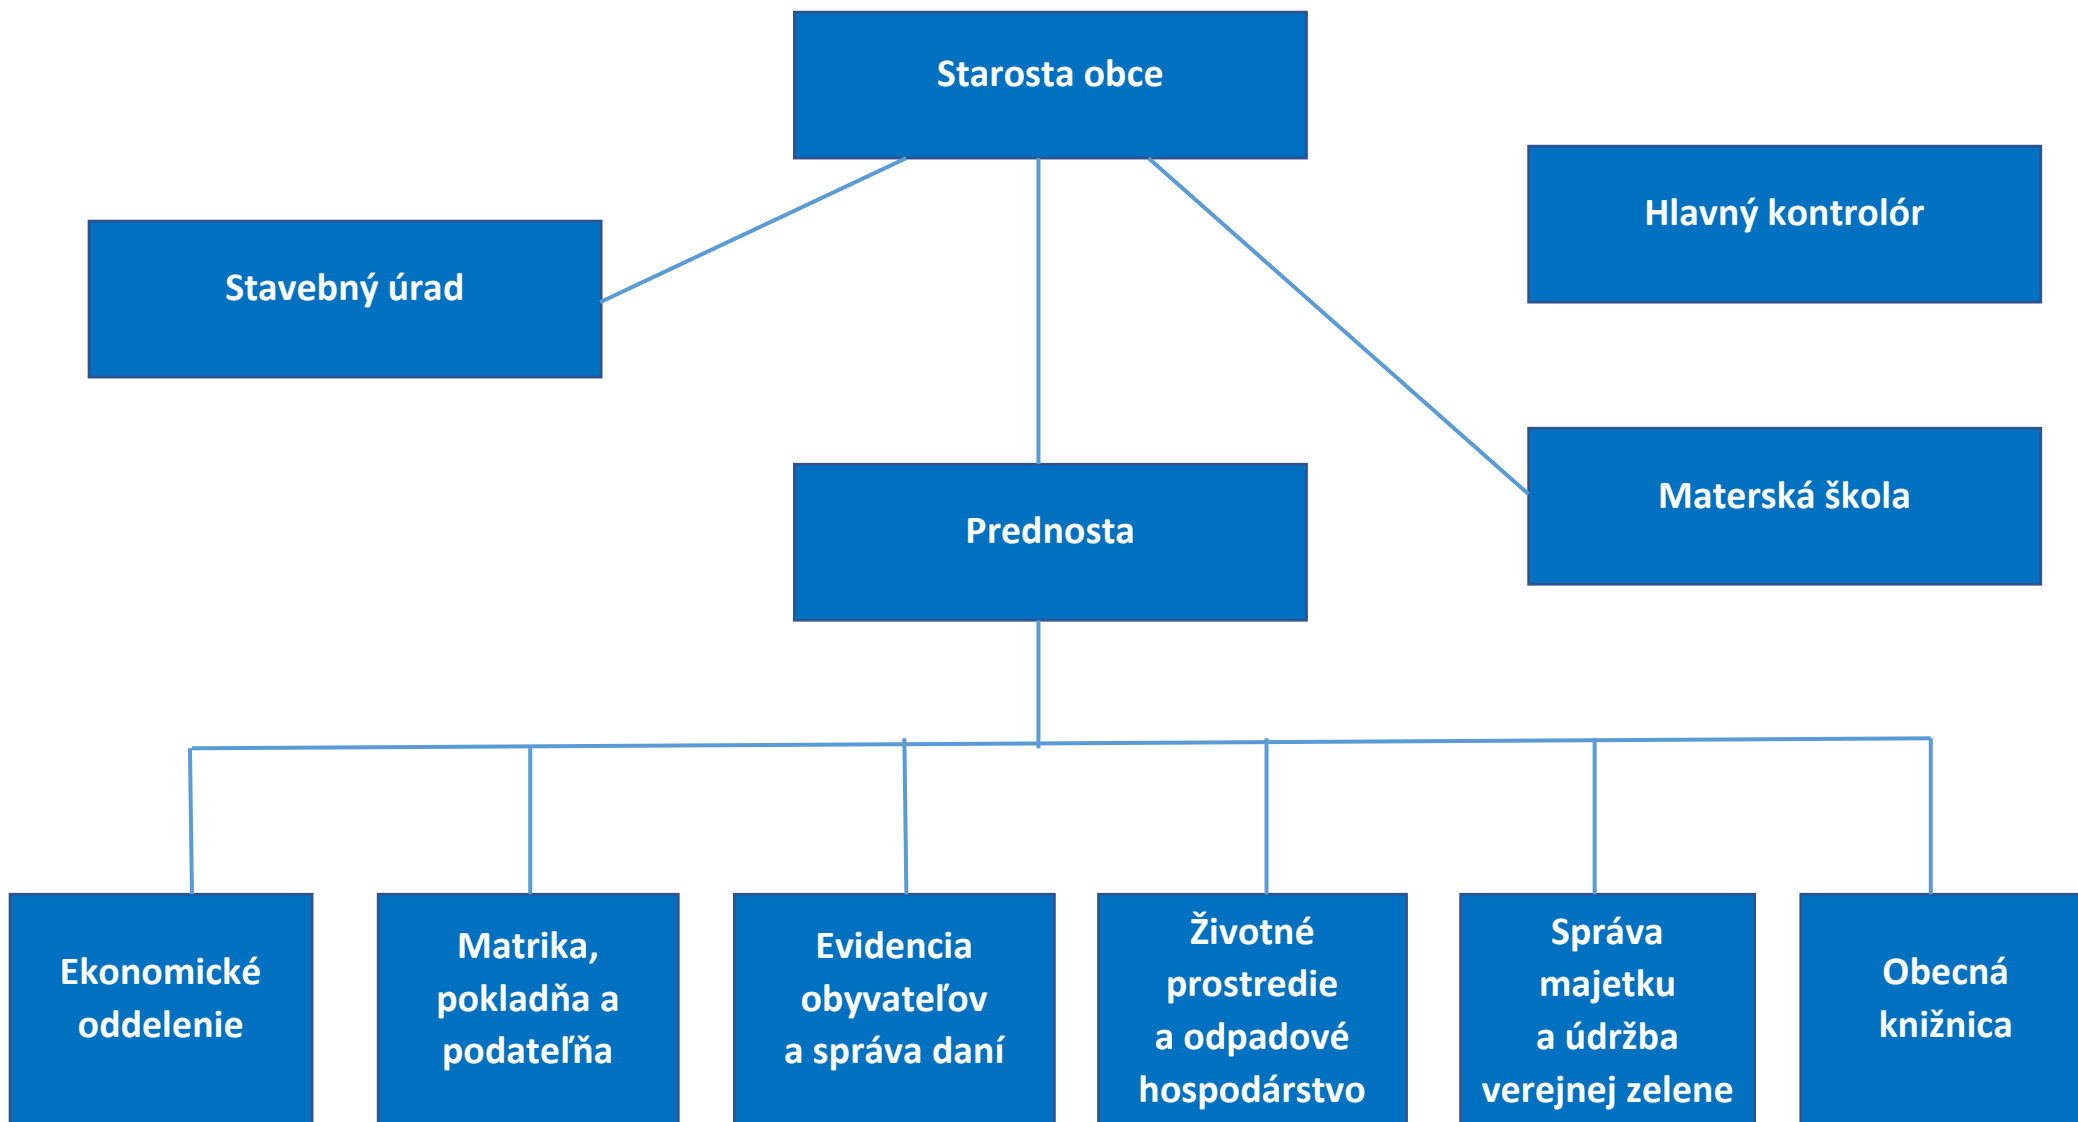 Starosta obce
Hlavný kontrolór
Stavebný úrad
Materská škola
Prednosta
Ekonomické
oddelenie
Matrika,
pokladňa a
podateľňa
Evidencia
obyvateľov
a správa daní
Životné
prostredie
a odpadové
hospodárstvo
Správa
majetku
a údržba
verejnej zelene
Obecná
knižnica